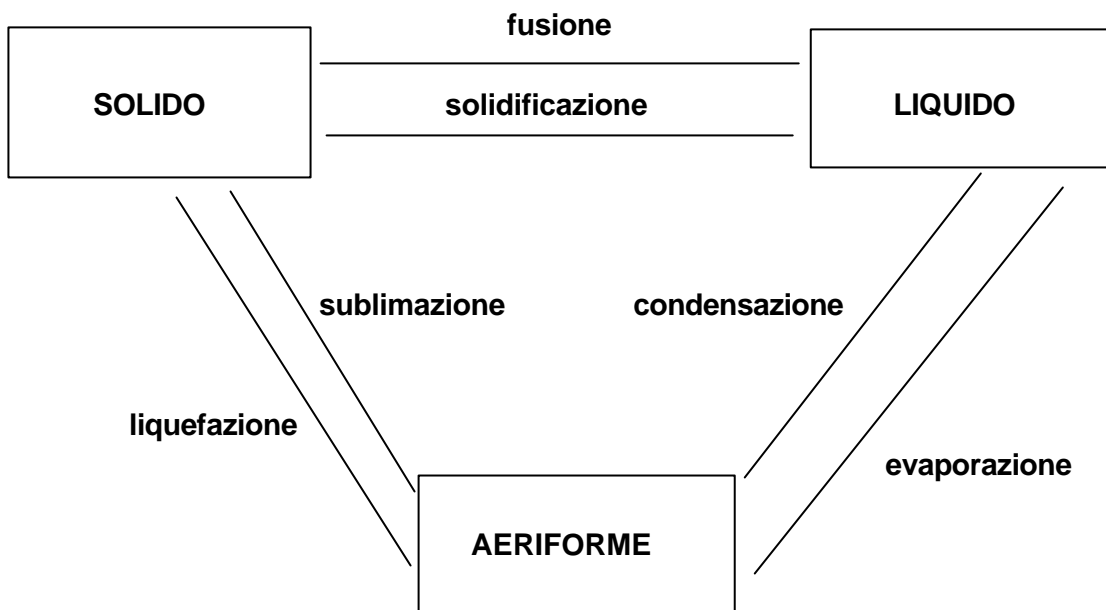 fusione
SOLIDO
solidificazione
LIQUIDO
sublimazione
condensazione
liquefazione
evaporazione
AERIFORME